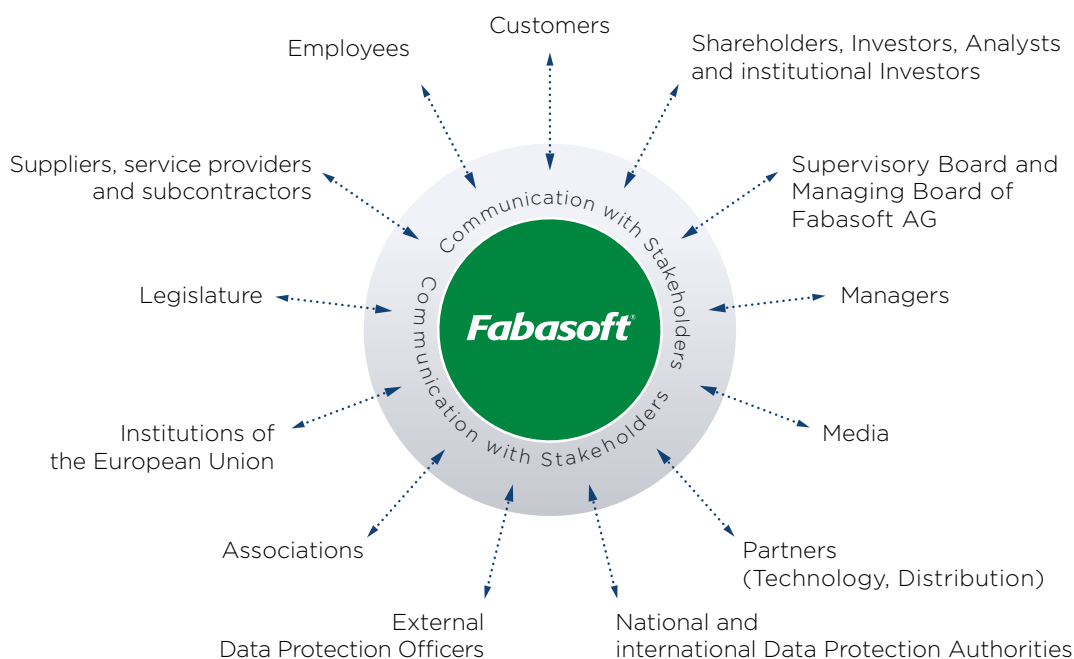 Customers
Employees
Shareholders, Investors, Analysts
and institutional Investors
Suppliers, service providers
and subcontractors
Supervisory Board and
Managing Board of
Fabasoft AG
Communication with Stakeholders
Communication with Stakeholders
Legislature
Managers
Fabasoft®
Institutions of
the European Union
Media
Associations
Partners
(Technology, Distribution)
External
Data Protection Officers
National and
international Data Protection Authorities